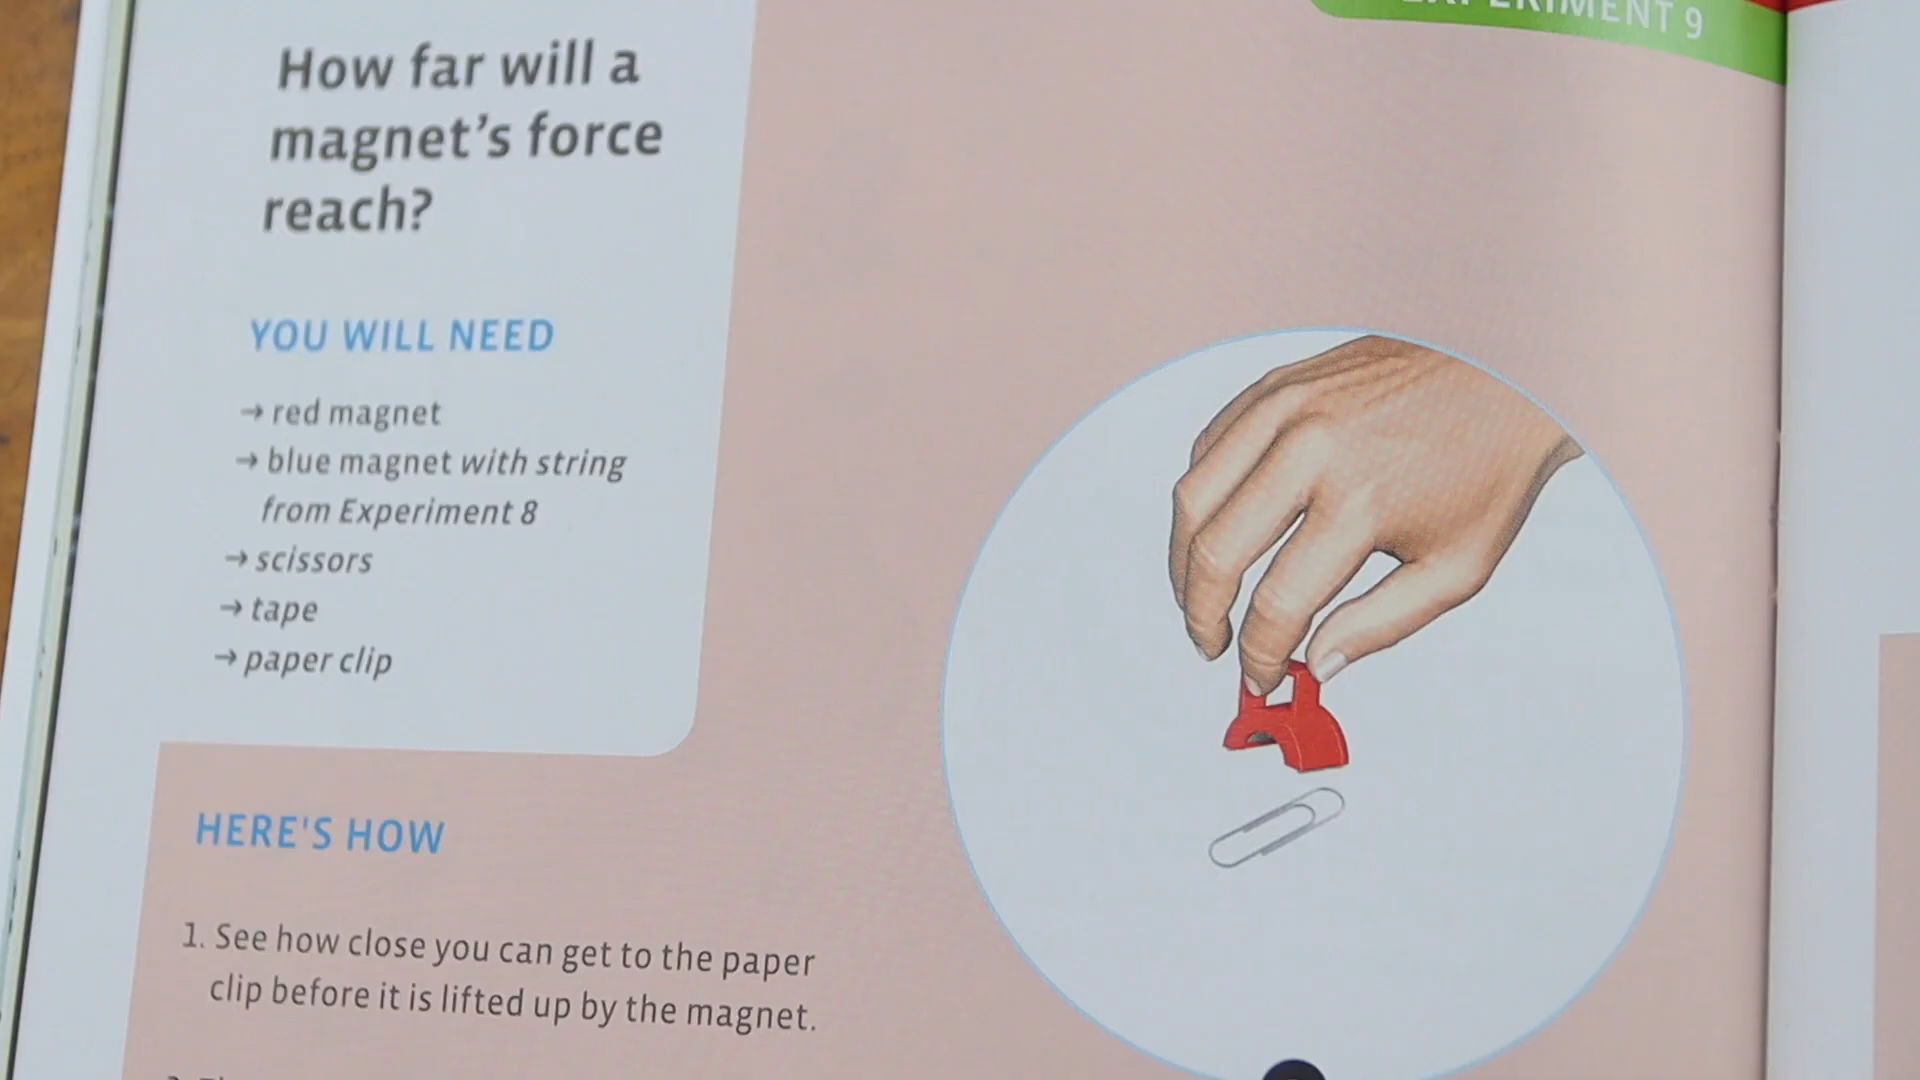 EXPERIMENT 9
How far will a
magnet's force
reach?
YOU WILL NEED
→ red magnet
→ blue magnet with string
from Experiment 8
→ scissors
→ tape
→ paper clip
HERE'S HOW
1. See how close you can get to the paper
clip before it is lifted up by the magnet.